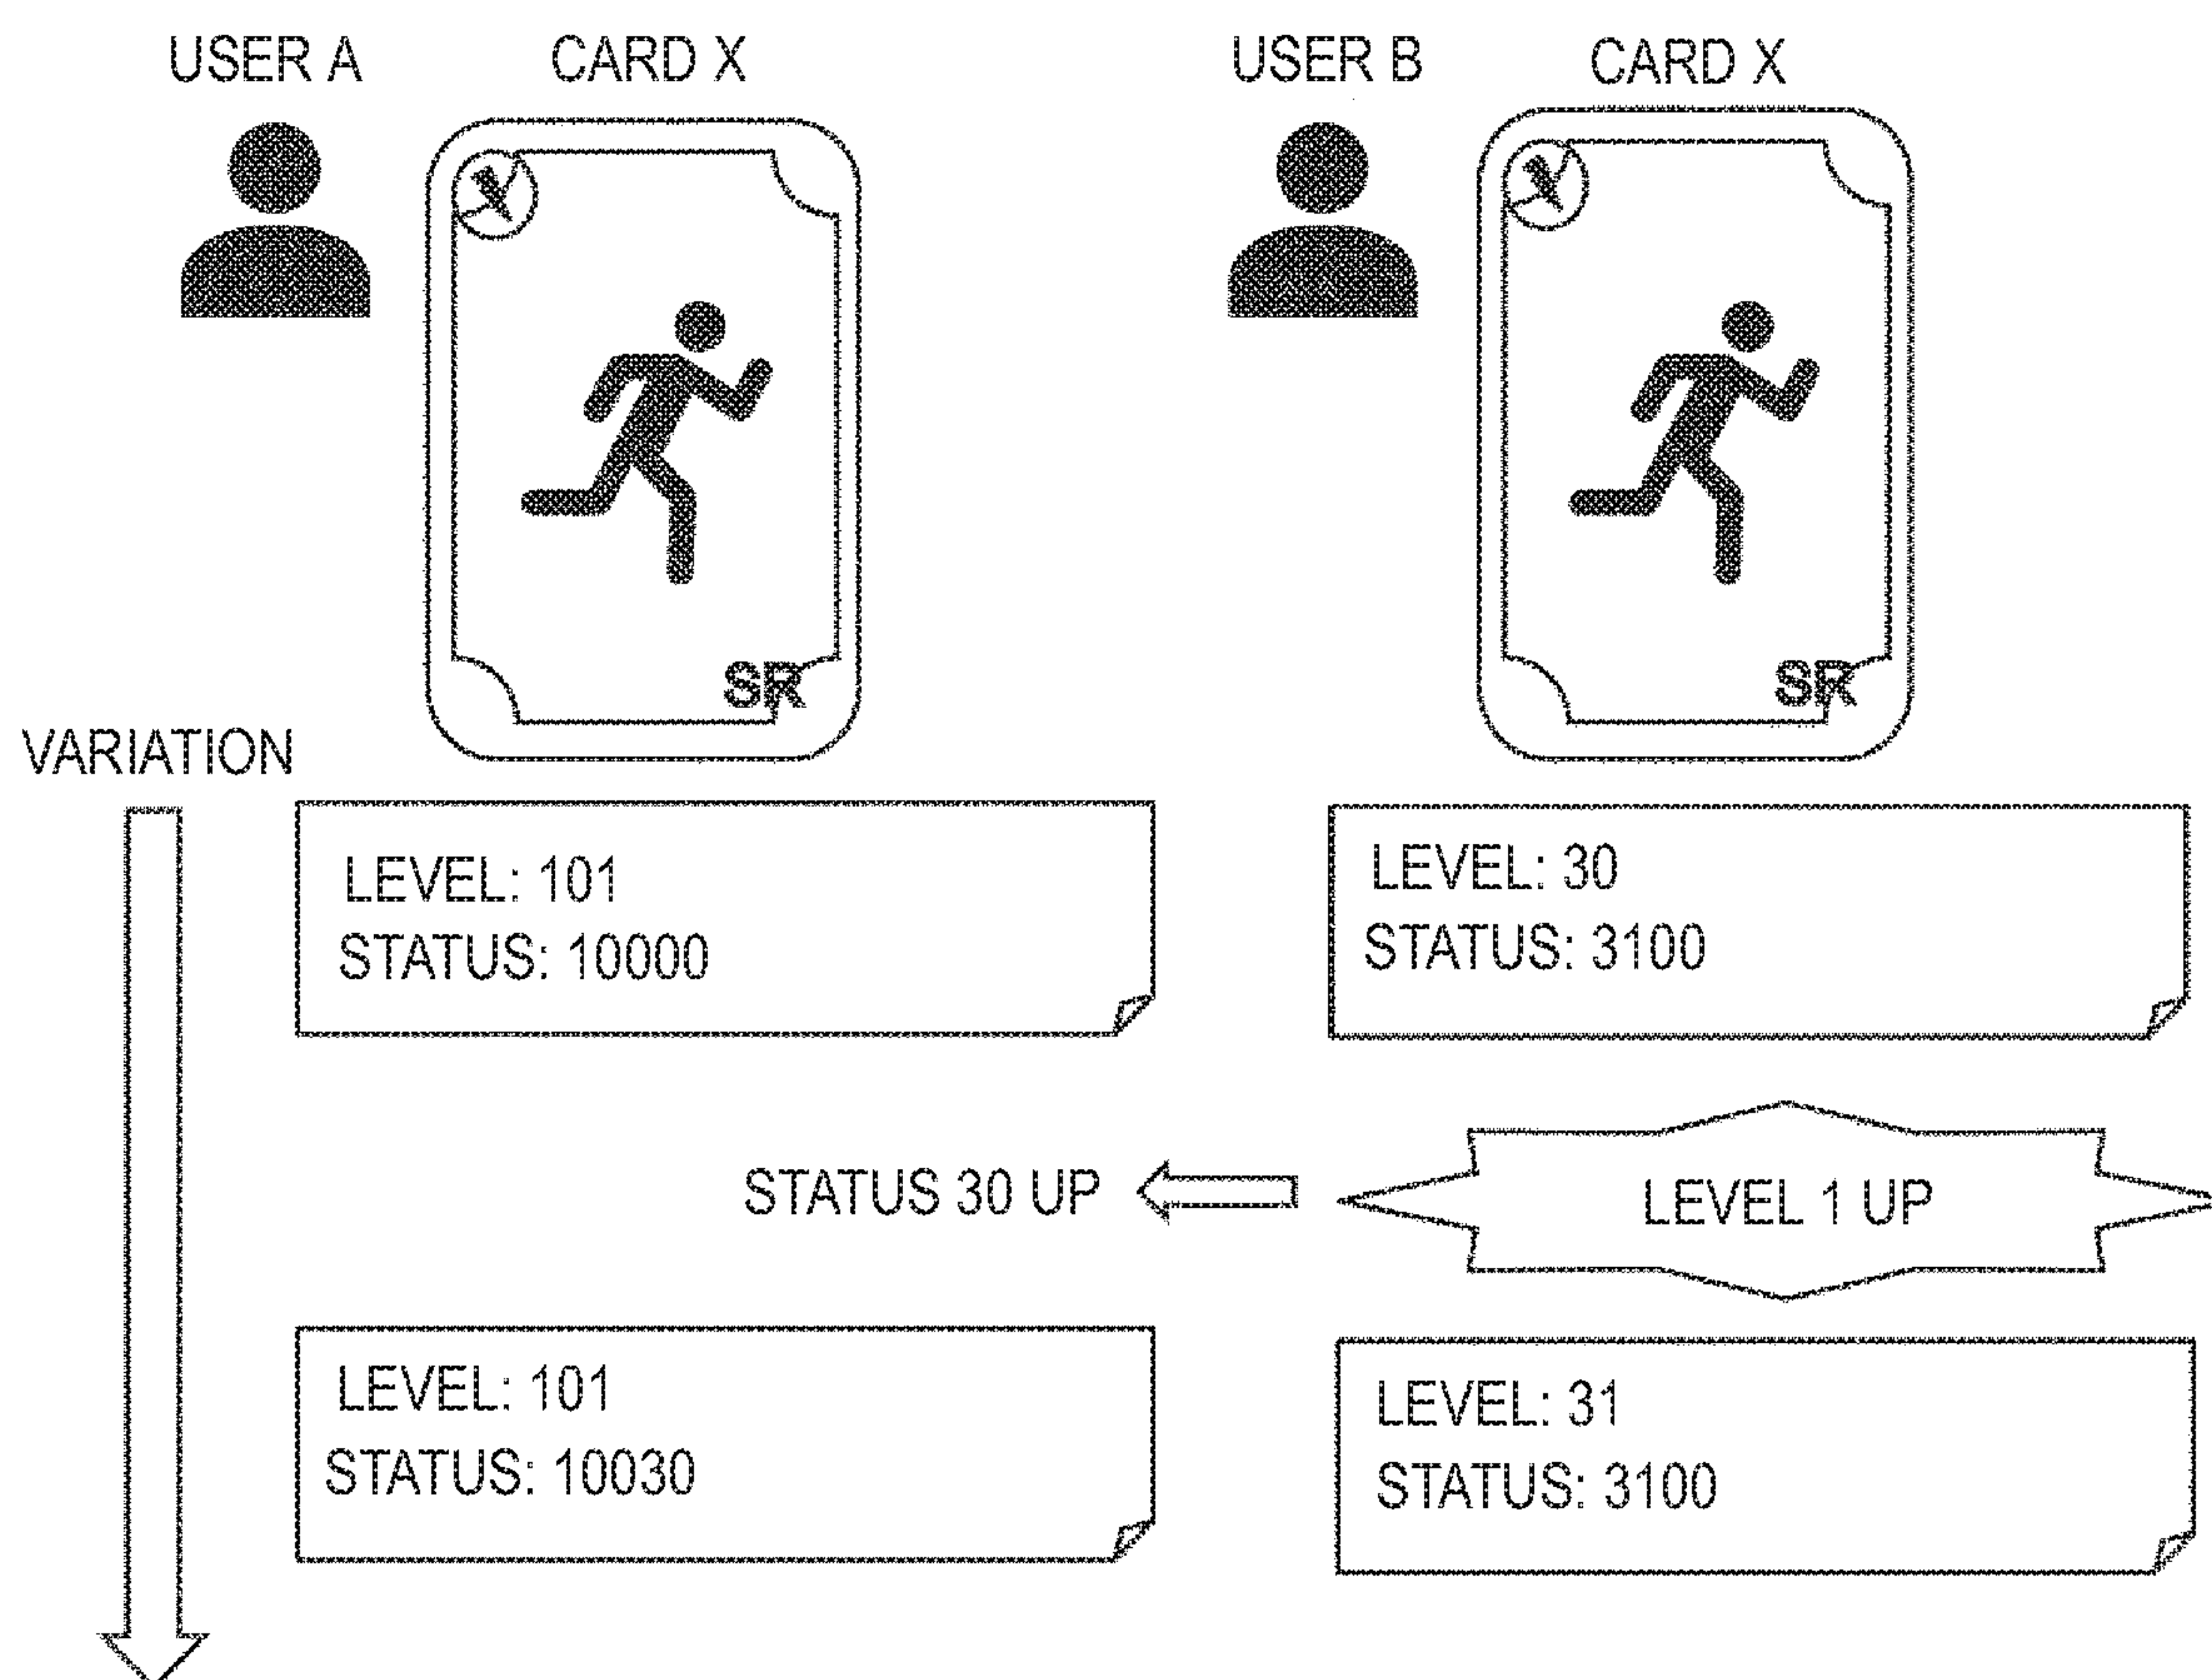 USER A
CARD X
USER B
CARD X
SR
SR
VARIATION
LEVEL: 101
STATUS: 10000
LEVEL: 30
STATUS: 3100
STATUS 30 UP
LEVEL 1 UP
LEVEL: 101
STATUS: 10030
LEVEL: 31
STATUS: 3100